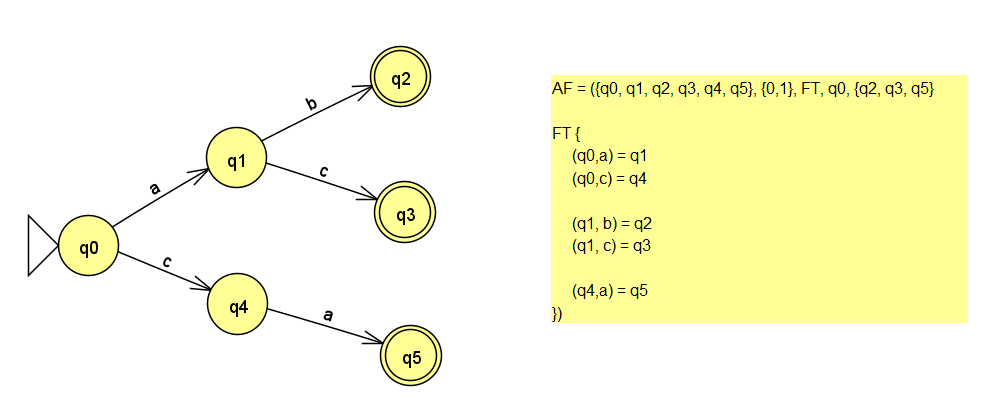 q2
b
q1
a
c
q3
q0
c
q4
a
q5
AF = ({q0, q1, q2, q3, q4, q5}, {0,1}, FT, q0, {q2, q3, q5}
FT {
(q0,a) = q1
(q0,c) = q4
(q1, b) = q2
(q1, c) = q3
(q4,a) = q5
})